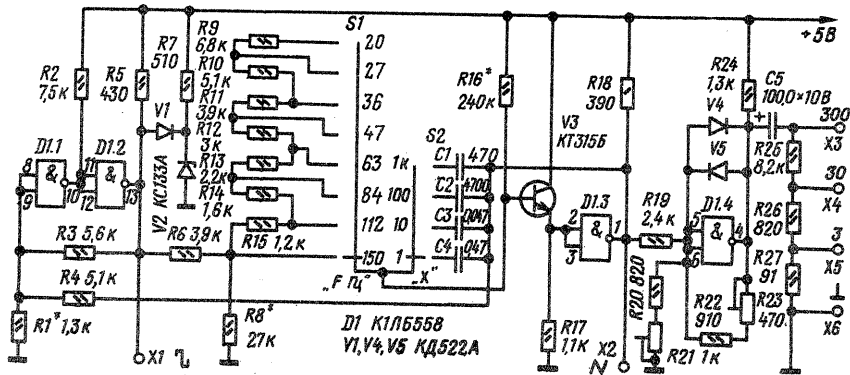 +5В
S1
R9
6,8к
R10
5,1к
R11
3,9к
R12
3к
R13
2,2к
R14
1,6к
R15 1,2к
20
27
36
47
63
84
112
150
1к
100
10
1
„F Гц"
„X"
S2
C1 470
C2 4700
C3 0,047
C4 0,47
R2
7,5к
R5
430
R7
510
V1
V2 КС133А
D1.1
&
8
9
10
D1.2
&
11
12
13
R3 5,6к
R6 3,9к
R4 5,1к
R1* 1,3к
R8*
27к
X1
R16*
240к
V3
КТ315Б
R18
390
D1.3
&
2
3
1
R17
1,1к
X2
R19
2,4к
R20 820
R21 1к
R22
910
R23
470
D1.4
&
5
6
4
V4
V5
R24
1,3к
C5
100,0×10В
+
R25
8,2к
R26
820
R27
91
300
X3
30
X4
3
X5
⊥
X6
D1 К1ЛБ558
V1,V4,V5 КД522А